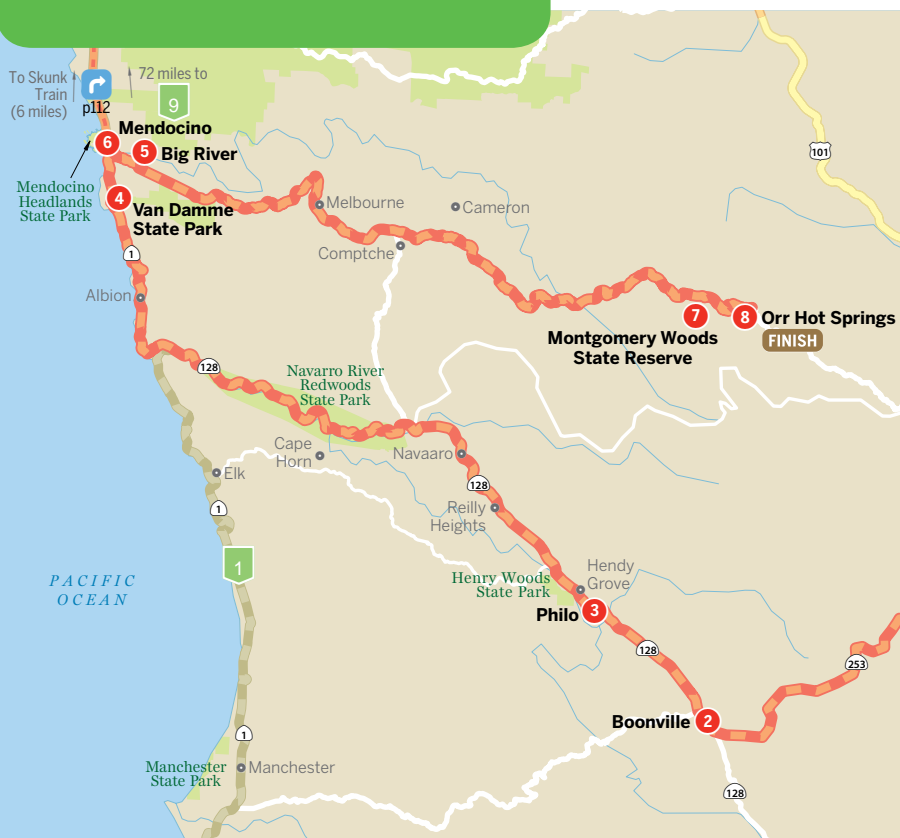 To Skunk
Train
(6 miles)
72 miles to
9
p112
6
Mendocino
5
Big River
Mendocino
Headlands
State Park
4
Van Damme
State Park
Melbourne
Cameron
Comptche
101
1
Albion
7
8
Orr Hot Springs
FINISH
Montgomery Woods
State Reserve
128
Navarro River
Redwoods
State Park
Cape
Horn
Navaaro
Elk
1
128
Reilly
Heights
1
PACIFIC
OCEAN
Henry Woods
State Park
Hendy
Grove
Philo
3
128
253
Boonville
2
1
Manchester
State Park
Manchester
128